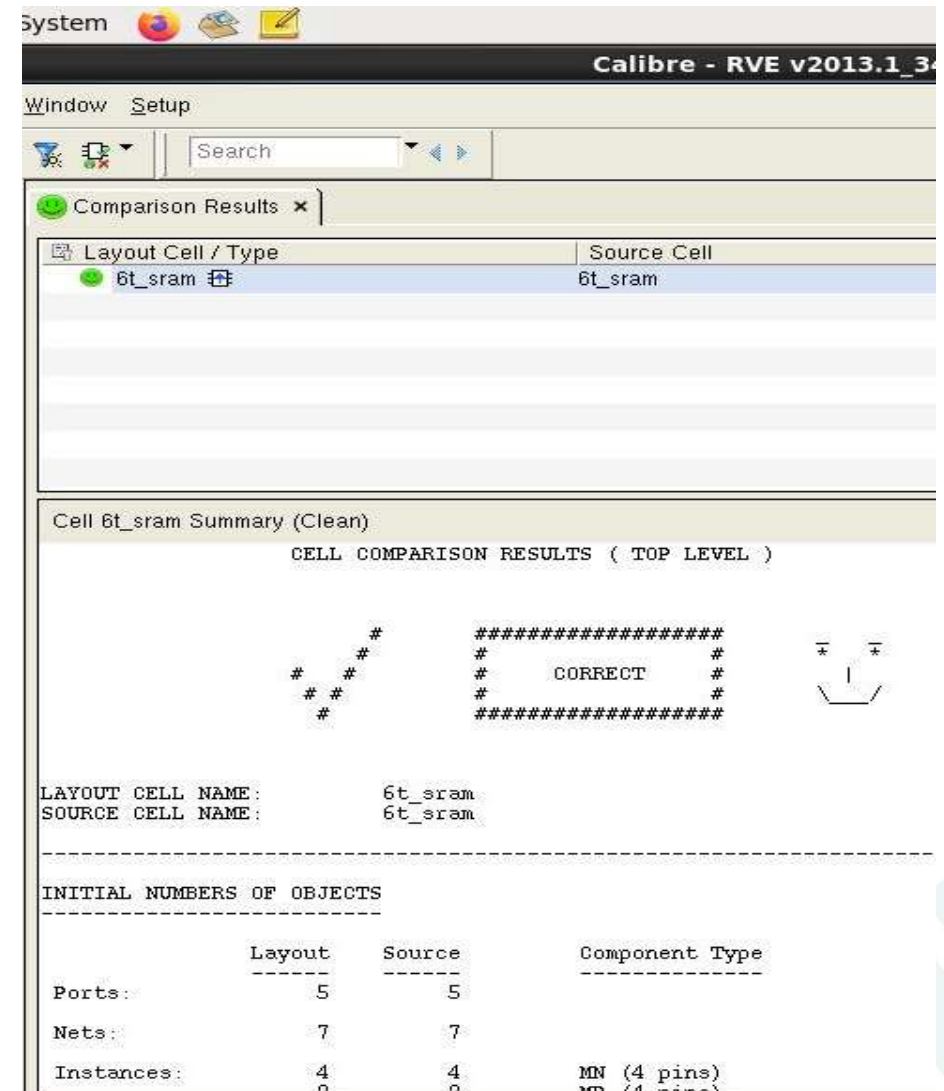 System
Calibre - RVE v2013.1_34
Window Setup
Search
Comparison Results
Layout Cell / Type Source Cell
6t_sram 6t_sram
Cell 6t_sram Summary (Clean)
CELL COMPARISON RESULTS ( TOP LEVEL )
# ###################
# # #
# # # CORRECT #
# # # #
# ###################
LAYOUT CELL NAME: 6t_sram
SOURCE CELL NAME: 6t_sram
INITIAL NUMBERS OF OBJECTS
Layout Source Component Type
Ports: 5 5
Nets: 7 7
Instances: 4 4 MN (4 pins)